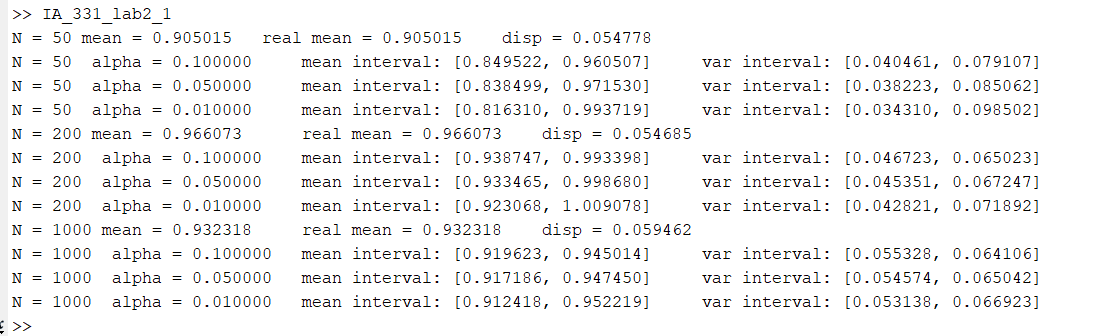 >> IA_331_lab2_1
N = 50 mean = 0.905015   real mean = 0.905015    disp = 0.054778
N = 50  alpha = 0.100000     mean interval: [0.849522, 0.960507]     var interval: [0.040461, 0.079107]
N = 50  alpha = 0.050000     mean interval: [0.838499, 0.971530]     var interval: [0.038223, 0.085062]
N = 50  alpha = 0.010000     mean interval: [0.816310, 0.993719]     var interval: [0.034310, 0.098502]
N = 200 mean = 0.966073      real mean = 0.966073    disp = 0.054685
N = 200  alpha = 0.100000    mean interval: [0.938747, 0.993398]     var interval: [0.046723, 0.065023]
N = 200  alpha = 0.050000    mean interval: [0.933465, 0.998680]     var interval: [0.045351, 0.067247]
N = 200  alpha = 0.010000    mean interval: [0.923068, 1.009078]     var interval: [0.042821, 0.071892]
N = 1000 mean = 0.932318     real mean = 0.932318    disp = 0.059462
N = 1000  alpha = 0.100000   mean interval: [0.919623, 0.945014]     var interval: [0.055328, 0.064106]
N = 1000  alpha = 0.050000   mean interval: [0.917186, 0.947450]     var interval: [0.054574, 0.065042]
N = 1000  alpha = 0.010000   mean interval: [0.912418, 0.952219]     var interval: [0.053138, 0.066923]
>>